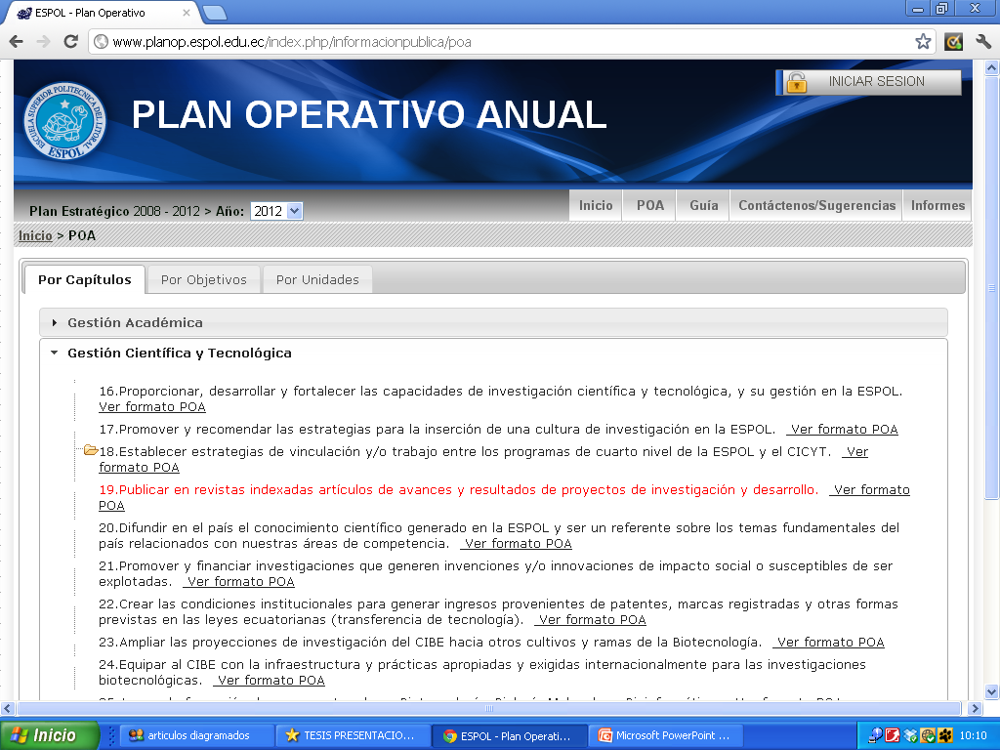 ESPOL - Plan Operativo
www.planop.espol.edu.ec/index.php/informacionpublica/poa
ESCUELA SUPERIOR POLITECNICA DEL LITORAL
ESPOL
PLAN OPERATIVO ANUAL
INICIAR SESION
Plan Estratégico 2008 - 2012 > Año: 2012
Inicio POA Guía Contáctenos/Sugerencias Informes
Inicio > POA
Por Capítulos Por Objetivos Por Unidades
Gestión Académica
Gestión Científica y Tecnológica
16.Proporcionar, desarrollar y fortalecer las capacidades de investigación científica y tecnológica, y su gestión en la ESPOL.
Ver formato POA
17.Promover y recomendar las estrategias para la inserción de una cultura de investigación en la ESPOL. Ver formato POA
18.Establecer estrategias de vinculación y/o trabajo entre los programas de cuarto nivel de la ESPOL y el CICYT. Ver
formato POA
19.Publicar en revistas indexadas artículos de avances y resultados de proyectos de investigación y desarrollo. Ver formato
POA
20.Difundir en el país el conocimiento científico generado en la ESPOL y ser un referente sobre los temas fundamentales del
país relacionados con nuestras áreas de competencia. Ver formato POA
21.Promover y financiar investigaciones que generen invenciones y/o innovaciones de impacto social o susceptibles de ser
explotadas. Ver formato POA
22.Crear las condiciones institucionales para generar ingresos provenientes de patentes, marcas registradas y otras formas
previstas en las leyes ecuatorianas (transferencia de tecnología). Ver formato POA
23.Ampliar las proyecciones de investigación del CIBE hacia otros cultivos y ramas de la Biotecnología. Ver formato POA
24.Equipar al CIBE con la infraestructura y prácticas apropiadas y exigidas internacionalmente para las investigaciones
biotecnológicas. Ver formato POA
Inicio
articulos diagramados
TESIS PRESENTACIO...
ESPOL - Plan Operati...
Microsoft PowerPoint ...
10:10